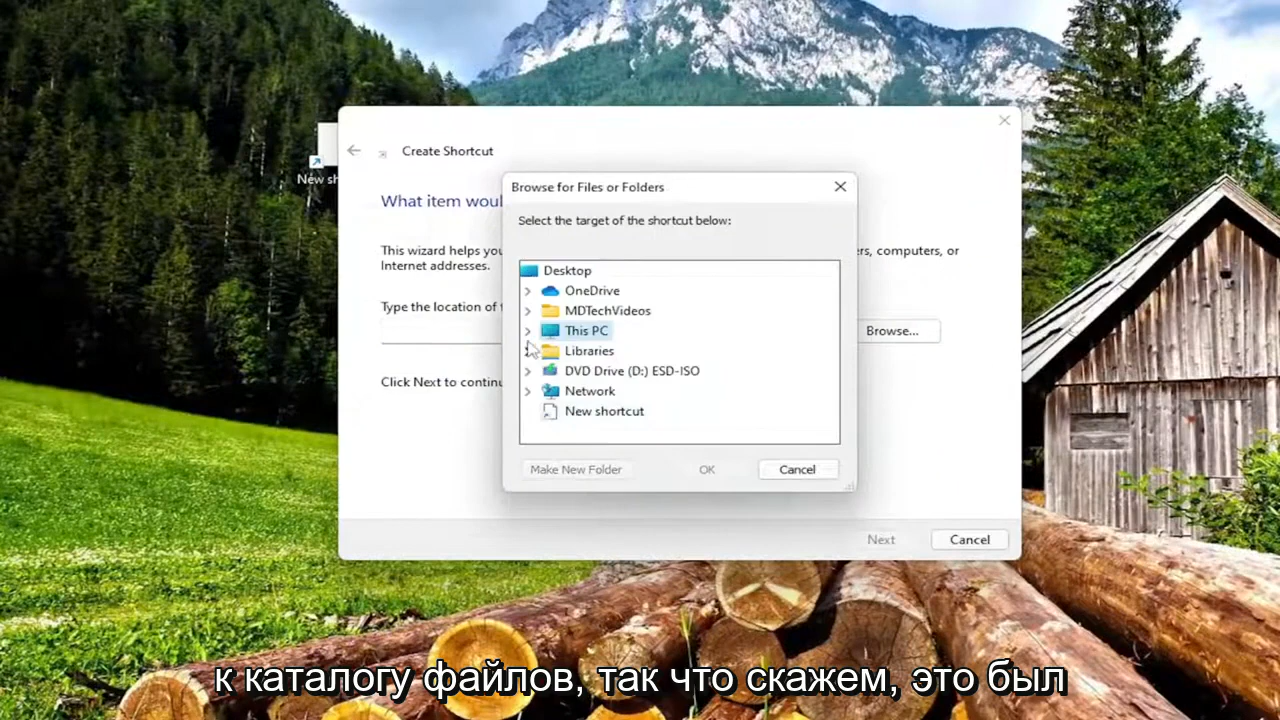 Create Shortcut
New sh
What item woul
Browse for Files or Folders
Select the target of the shortcut below:
This wizard helps you
rs, computers, or
Internet addresses.
Desktop
OneDrive
MDTechVideos
Type the location of t
This PC
Browse...
Libraries
DVD Drive (D:) ESD-ISO
Click Next to continu
Network
New shortcut
Make New Folder
OK
Cancel
Next
Cancel
к каталогу файлов, так что скажем, это был